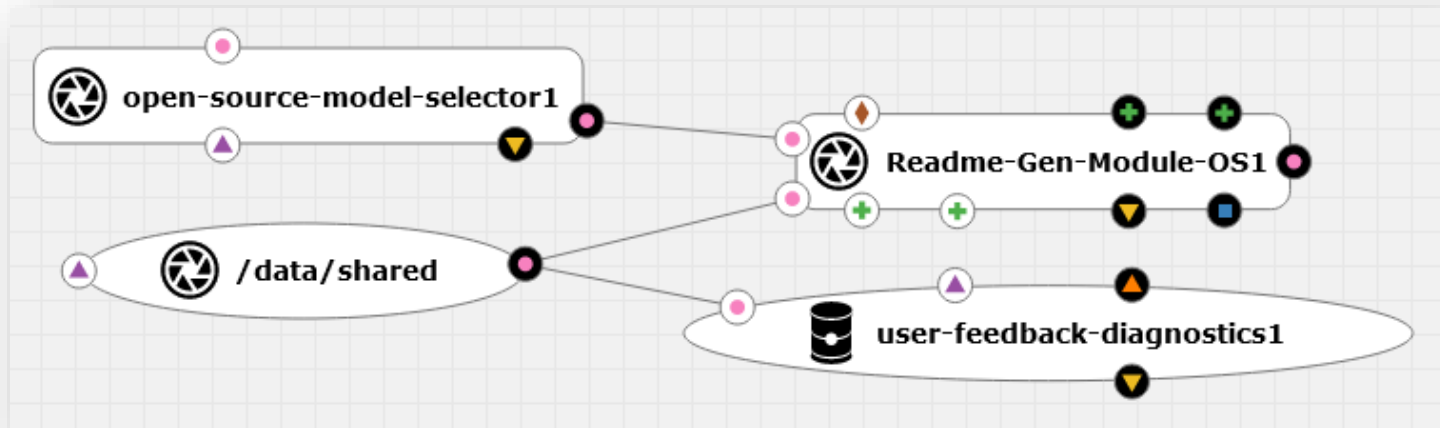 open-source-model-selector1
Readme-Gen-Module-OS1
/data/shared
user-feedback-diagnostics1